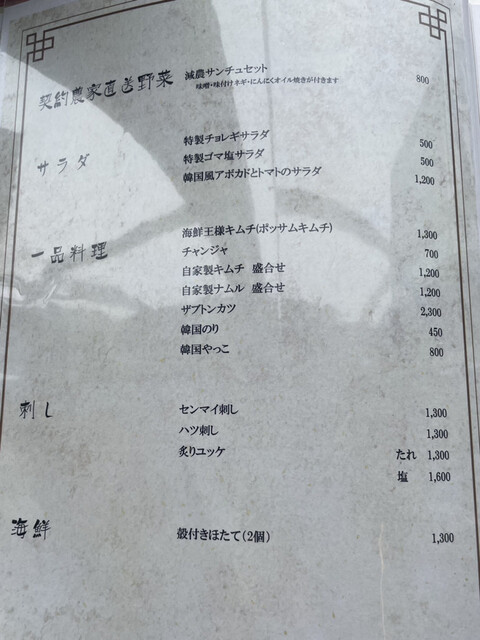 契約農家直送野菜 減農サンチュセット 800
味噌・味付けネギ・にんにくオイル焼きが付きます
サラダ
特製チョレギサラダ 500
特製ゴマ塩サラダ 500
韓国風アボカドとトマトのサラダ 1,200
一品料理
海鮮王様キムチ(ポッサムキムチ) 1,300
チャンジャ 700
自家製キムチ 盛合せ 1,200
自家製ナムル 盛合せ 1,200
ザブトンカツ 2,300
韓国のり 450
韓国やっこ 800
刺し
センマイ刺し 1,300
ハツ刺し 1,300
炙りユッケ たれ 1,300
塩 1,600
海鮮
殻付きほたて(2個) 1,300